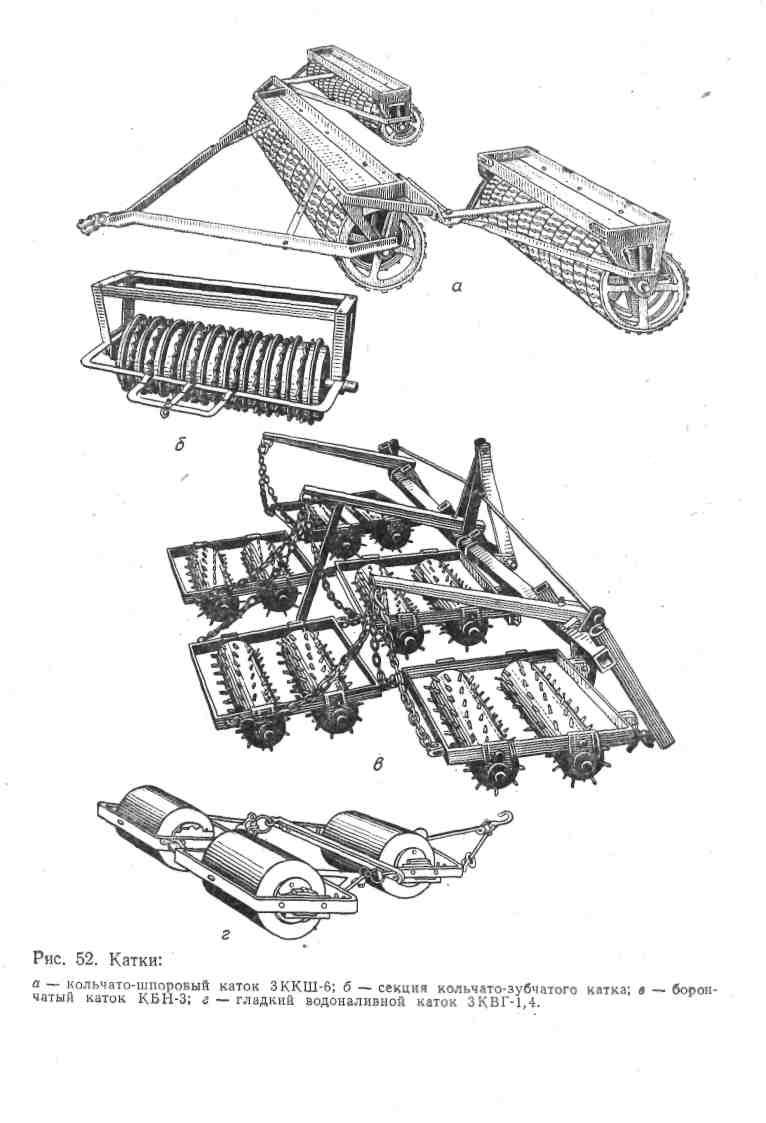 а
б
в
г
Рис. 52. Катки:
а — кольчато-шпоровый каток 3ККШ-6; б — секция кольчато-зубчатого катка; в — борон-
чатый каток КБН-3; г — гладкий водоналивной каток 3КВГ-1,4.